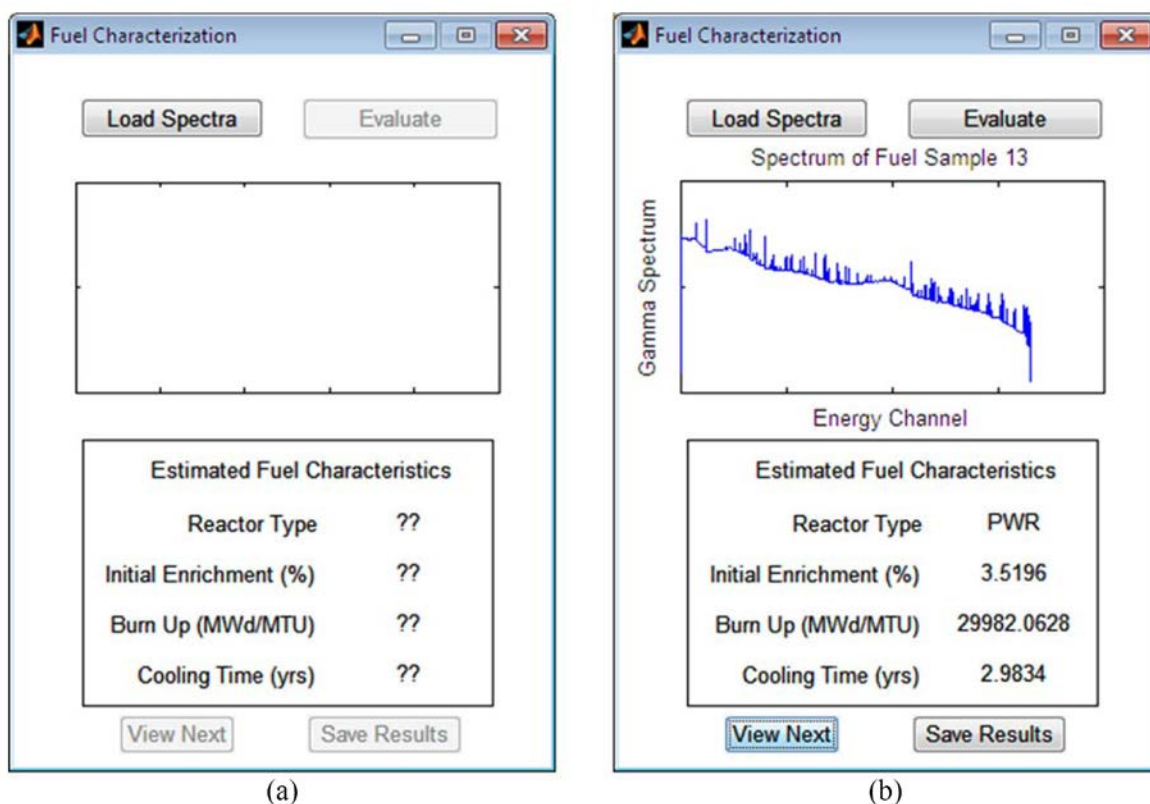 Fuel Characterization
Load Spectra Evaluate
Estimated Fuel Characteristics
Reactor Type ??
Initial Enrichment (%) ??
Burn Up (MWd/MTU) ??
Cooling Time (yrs) ??
View Next Save Results
(a)
Fuel Characterization
Load Spectra Evaluate
Spectrum of Fuel Sample 13
Gamma Spectrum
Energy Channel
Estimated Fuel Characteristics
Reactor Type PWR
Initial Enrichment (%) 3.5196
Burn Up (MWd/MTU) 29982.0628
Cooling Time (yrs) 2.9834
View Next Save Results
(b)